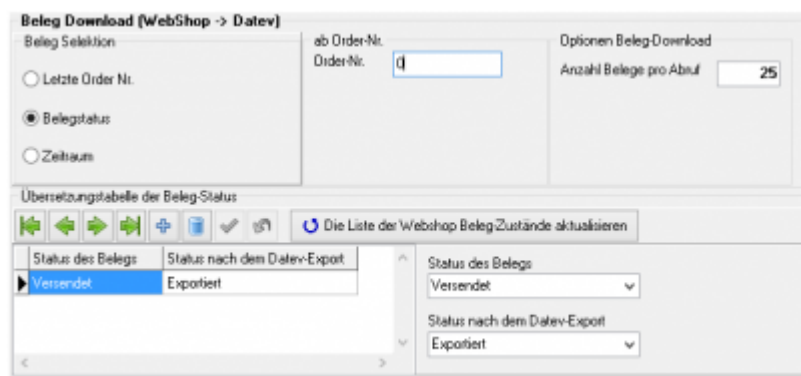 Beleg Download (WebShop -> Datev)
Beleg Selektion
Letzte Order Nr.
Belegstatus
Zeitraum
ab Order-Nr.
Order-Nr. 0
Optionen Beleg-Download
Anzahl Belege pro Abruf 25
Übersetzungstabelle der Beleg-Status
Die Liste der Webshop Beleg-Zustände aktualisieren
Status des Belegs Status nach dem Datev-Export
Versendet Exportiert
Status des Belegs
Versendet
Status nach dem Datev-Export
Exportiert